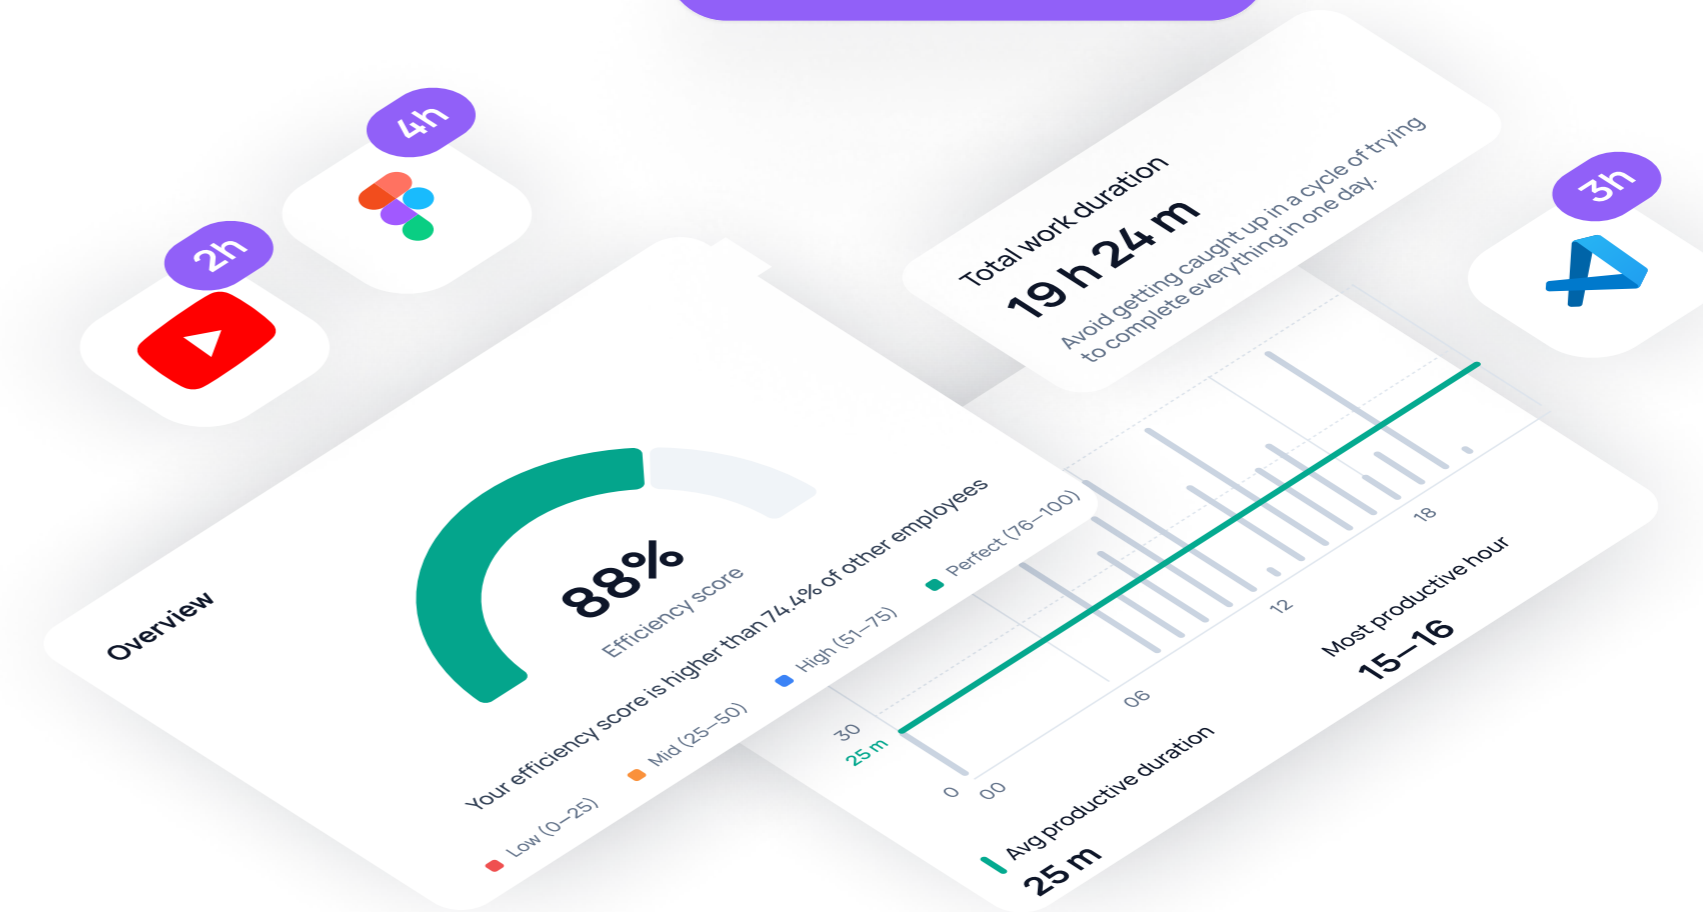 4h
2h
3h
Total work duration
19 h 24 m
Avoid getting caught up in a cycle of trying
to complete everything in one day.
Overview
88%
Efficiency score
Your efficiency score is higher than 74.4% of other employees
Low (0–25)
Mid (25–50)
High (51–75)
Perfect (76–100)
30
25 m
0
00
06
12
18
Most productive hour
15–16
Avg productive duration
25 m